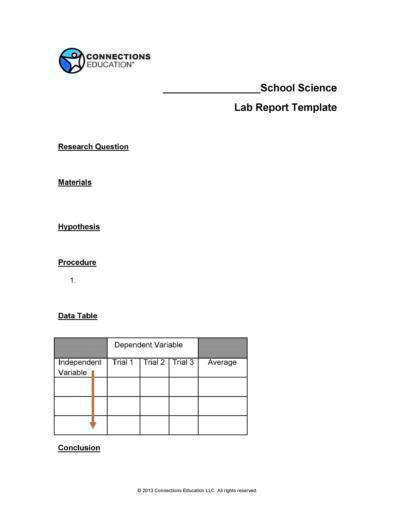 CONNECTIONS
EDUCATION®
__________________School Science
Lab Report Template
Research Question
Materials
Hypothesis
Procedure
1.
Data Table
Dependent Variable
Independent Variable Trial 1 Trial 2 Trial 3 Average
Conclusion
© 2013 Connections Education LLC. All rights reserved.